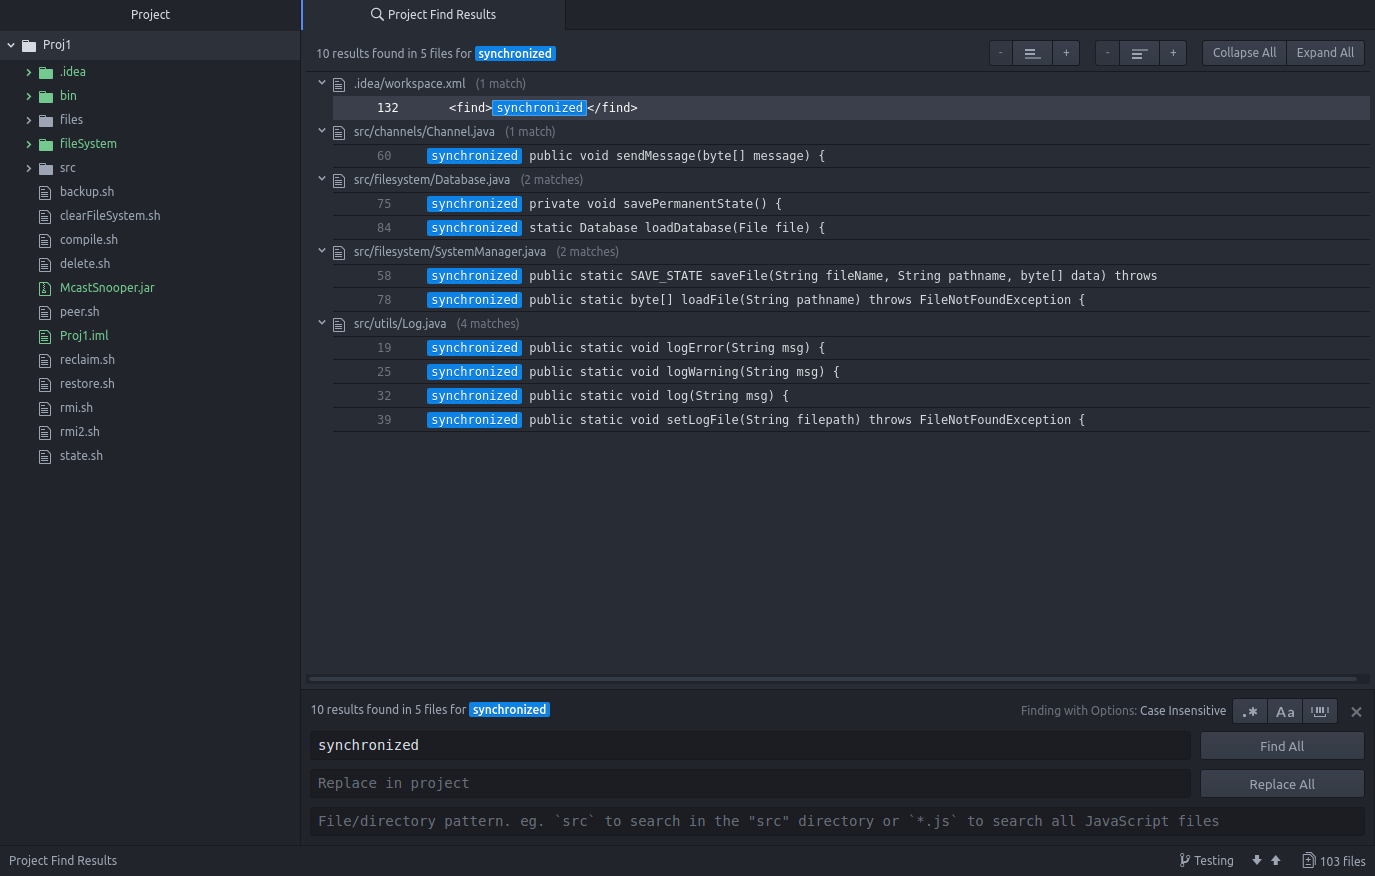 Project
Proj1
.idea
bin
files
fileSystem
src
backup.sh
clearFileSystem.sh
compile.sh
delete.sh
McastSnooper.jar
peer.sh
Proj1.iml
reclaim.sh
restore.sh
rmi.sh
rmi2.sh
state.sh
Project Find Results
10 results found in 5 files for synchronized
- + - + Collapse All Expand All
.idea/workspace.xml (1 match)
132 <find>synchronized</find>
src/channels/Channel.java (1 match)
60 synchronized public void sendMessage(byte[] message) {
src/filesystem/Database.java (2 matches)
75 synchronized private void savePermanentState() {
84 synchronized static Database loadDatabase(File file) {
src/filesystem/SystemManager.java (2 matches)
58 synchronized public static SAVE_STATE saveFile(String fileName, String pathname, byte[] data) throws
78 synchronized public static byte[] loadFile(String pathname) throws FileNotFoundException {
src/utils/Log.java (4 matches)
19 synchronized public static void logError(String msg) {
25 synchronized public static void logWarning(String msg) {
32 synchronized public static void log(String msg) {
39 synchronized public static void setLogFile(String filepath) throws FileNotFoundException {
10 results found in 5 files for synchronized
Finding with Options: Case Insensitive .* Aa
synchronized
Find All
Replace in project
Replace All
File/directory pattern. eg. `src` to search in the "src" directory or `*.js` to search all JavaScript files
Project Find Results
Testing
103 files